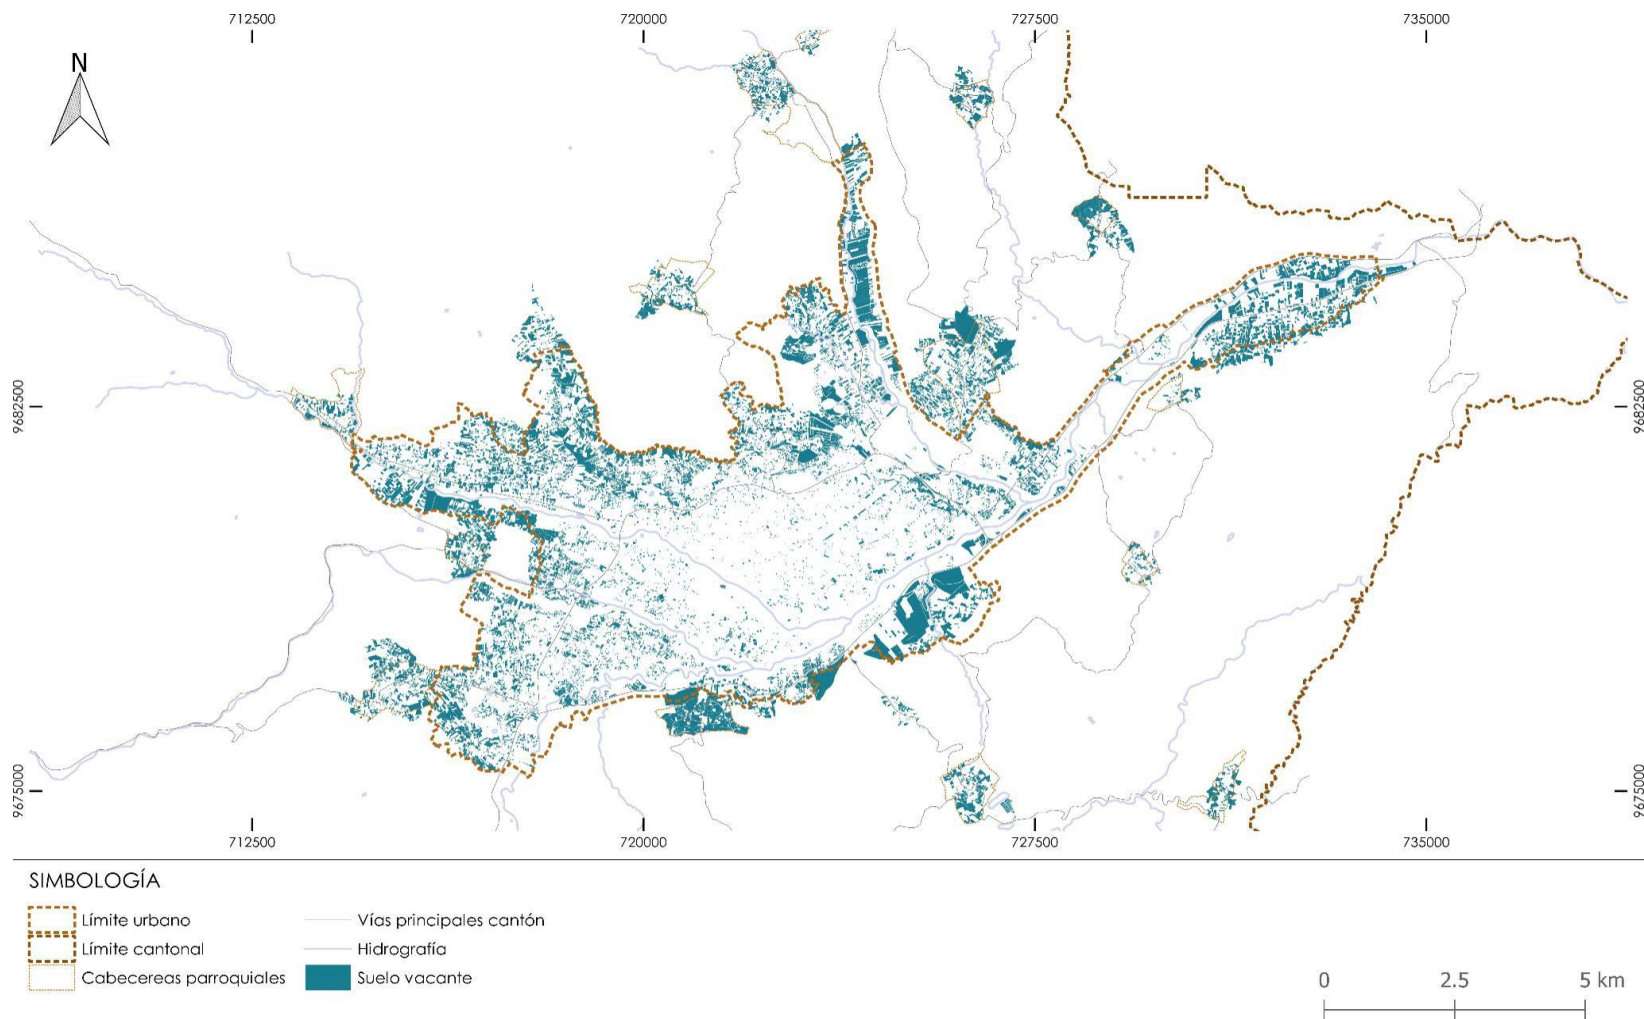 712500 720000 727500 735000
N
9682500 9682500
9675000 9675000
712500 720000 727500 735000
SIMBOLOGÍA
Límite urbano Vías principales cantón
Límite cantonal Hidrografía
Cabecereas parroquiales Suelo vacante
0 2.5 5 km